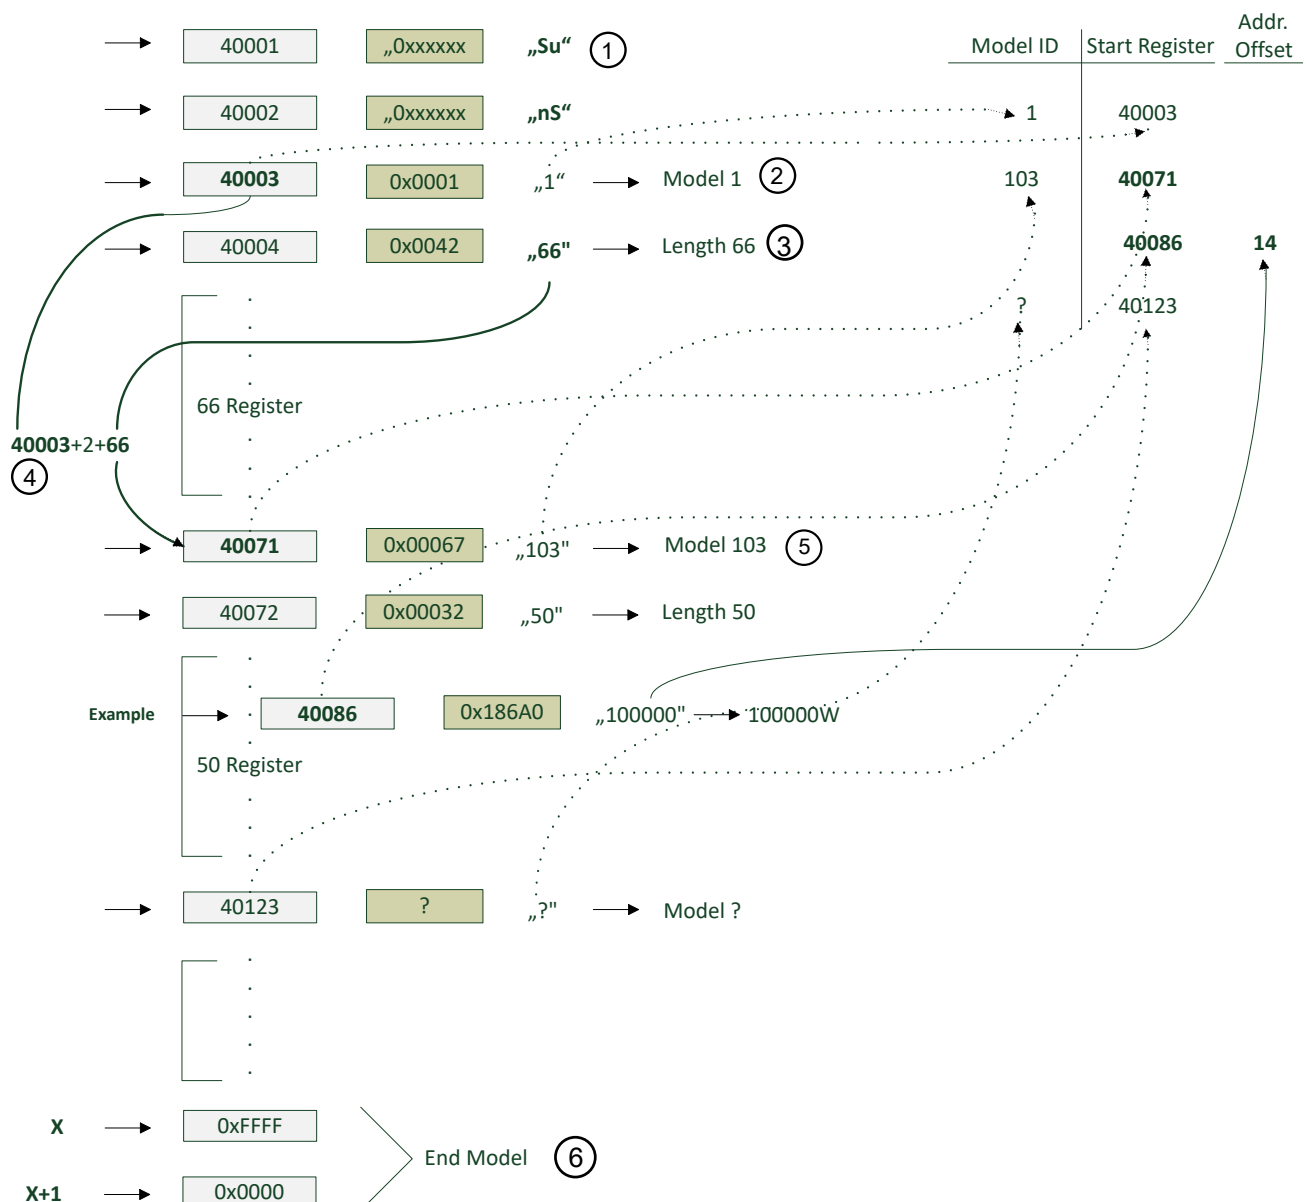 Addr.
Model ID Start Register Offset
40001 „0xxxxxx „Su“ 1
40002 „0xxxxxx „nS“ 1 40003
40003 0x0001 „1“ Model 1 2 103 40071
40004 0x0042 „66" Length 66 3 40086 14
? 40123
66 Register
40003+2+66
4
40071 0x00067 „103" Model 103 5
40072 0x00032 „50" Length 50
Example 40086 0x186A0 „100000" 100000W
50 Register
40123 ? „?" Model ?
X 0xFFFF
End Model 6
X+1 0x0000